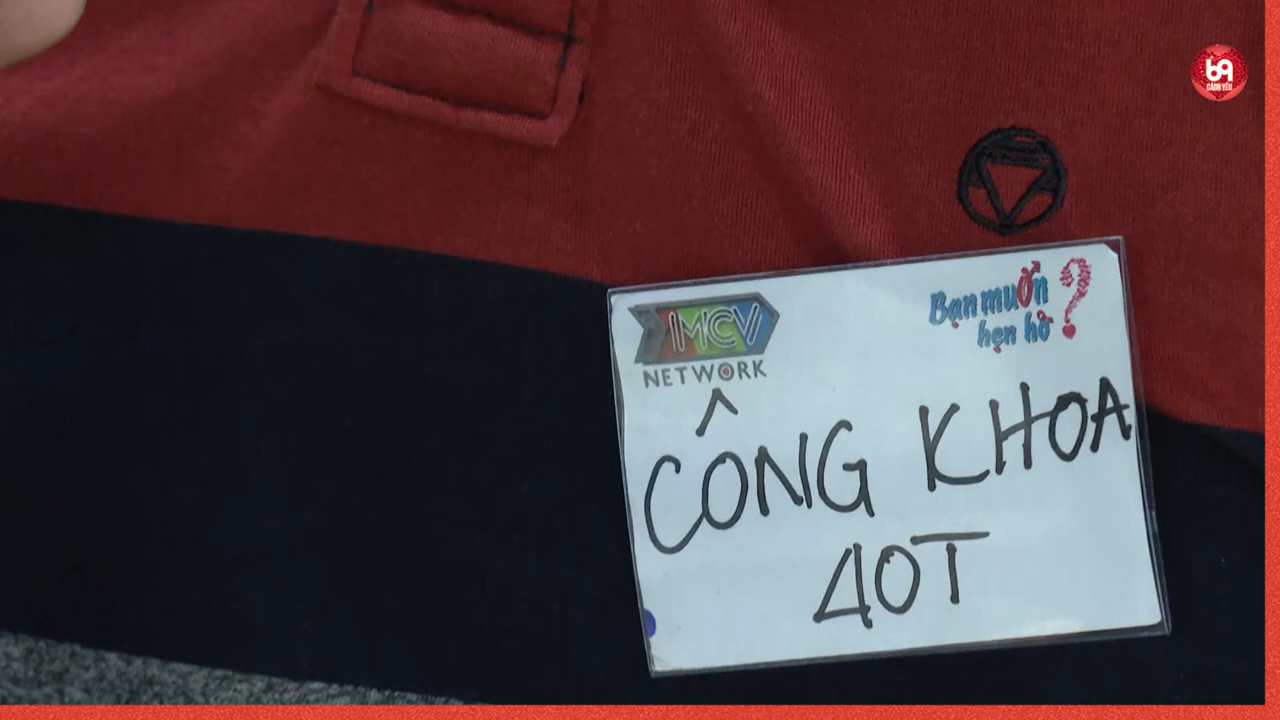 MCV
NETWORK
Bạn muốn
hẹn hò?
CÔNG KHOA
40T